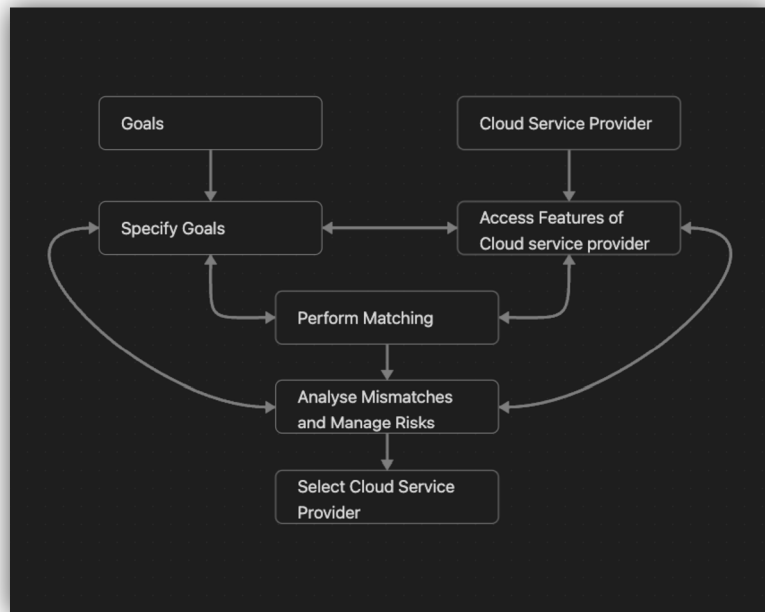 Goals
Cloud Service Provider
Specify Goals
Access Features of
Cloud service provider
Perform Matching
Analyse Mismatches
and Manage Risks
Select Cloud Service
Provider